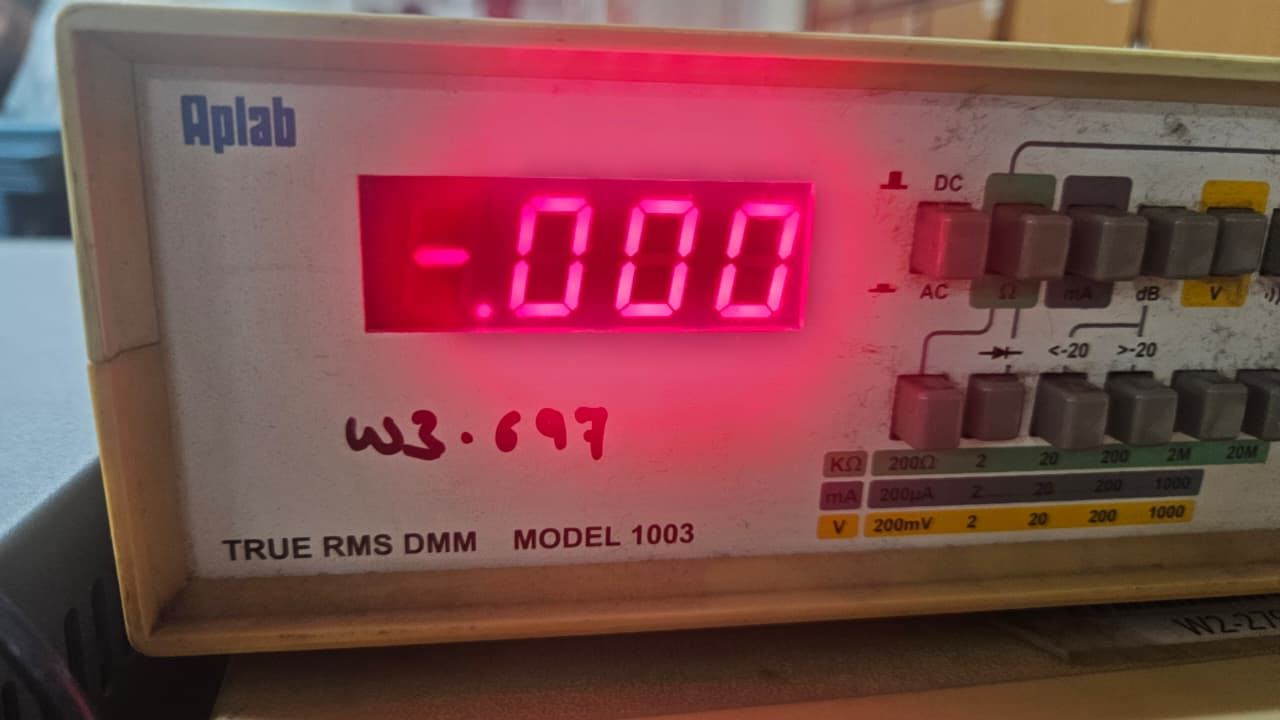 Aplab
-.000
DC
AC Ω mA dB V
<-20 >-20
W3.697
KΩ 200Ω 2 20 200 2M 20M
mA 200µA 2 20 200 1000
V 200mV 2 20 200 1000
TRUE RMS DMM MODEL 1003